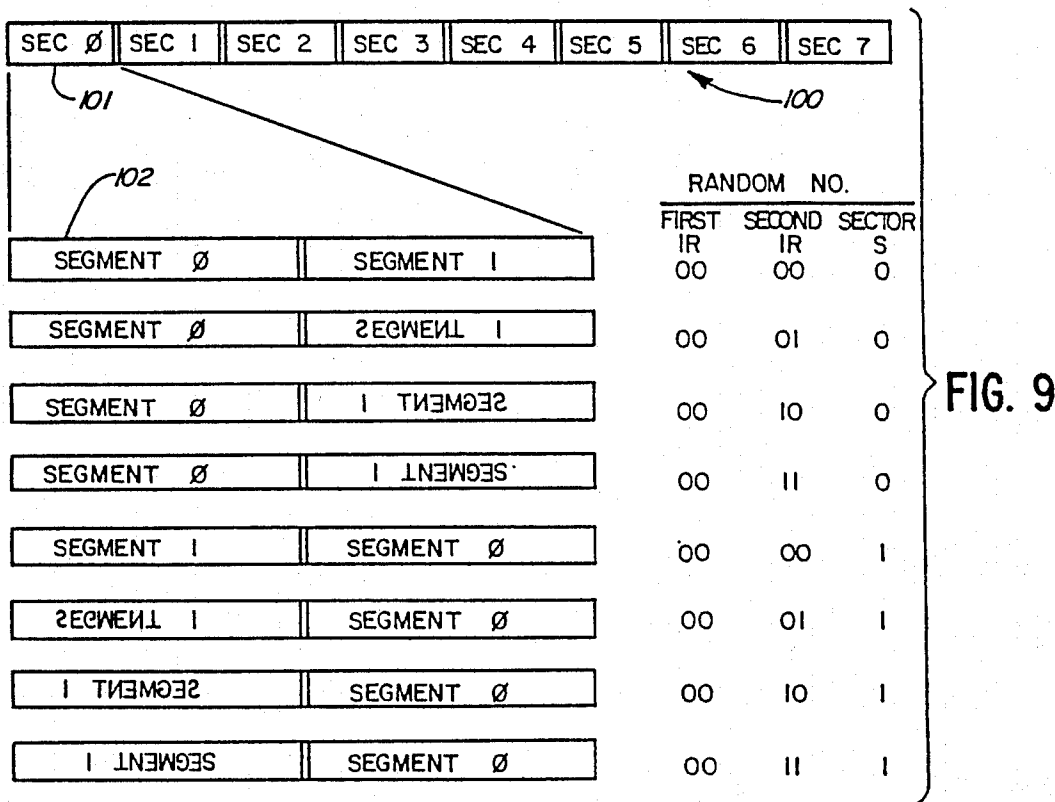 SEC Ø SEC 1 SEC 2 SEC 3 SEC 4 SEC 5 SEC 6 SEC 7
101
100
102
RANDOM NO.
FIRST SECOND SECTOR
IR IR S
SEGMENT Ø SEGMENT 1 00 00 0
SEGMENT Ø SEGMENT 1 00 01 0
SEGMENT Ø SEGMENT 1 00 10 0
FIG. 9
SEGMENT Ø SEGMENT 1 00 11 0
SEGMENT 1 SEGMENT Ø 00 00 1
SEGMENT 1 SEGMENT Ø 00 01 1
SEGMENT 1 SEGMENT Ø 00 10 1
SEGMENT 1 SEGMENT Ø 00 11 1